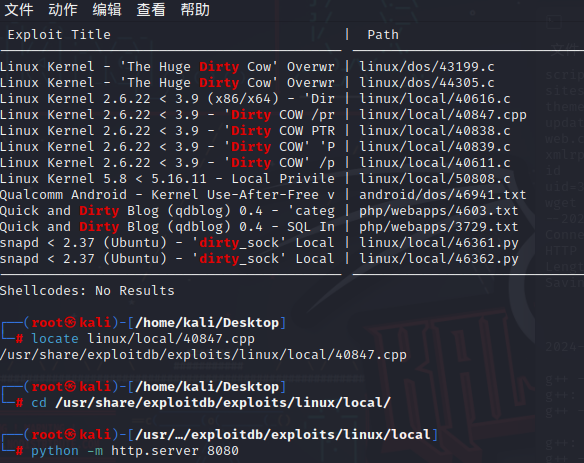 文件 动作 编辑 查看 帮助
Exploit Title | Path
Linux Kernel - 'The Huge Dirty Cow' Overwr | linux/dos/43199.c
Linux Kernel - 'The Huge Dirty Cow' Overwr | linux/dos/44305.c
Linux Kernel 2.6.22 < 3.9 (x86/x64) - 'Dir | linux/local/40616.c
Linux Kernel 2.6.22 < 3.9 - 'Dirty COW /pr | linux/local/40847.cpp
Linux Kernel 2.6.22 < 3.9 - 'Dirty COW PTR | linux/local/40838.c
Linux Kernel 2.6.22 < 3.9 - 'Dirty COW' 'P | linux/local/40839.c
Linux Kernel 2.6.22 < 3.9 - 'Dirty COW' /p | linux/local/40611.c
Linux Kernel 5.8 < 5.16.11 - Local Privile | linux/local/50808.c
Qualcomm Android - Kernel Use-After-Free v | android/dos/46941.txt
Quick and Dirty Blog (qdblog) 0.4 - 'categ | php/webapps/4603.txt
Quick and Dirty Blog (qdblog) 0.4 - SQL In | php/webapps/3729.txt
snapd < 2.37 (Ubuntu) - 'dirty_sock' Local | linux/local/46361.py
snapd < 2.37 (Ubuntu) - 'dirty_sock' Local | linux/local/46362.py
Shellcodes: No Results
┌──(root㉿kali)-[/home/kali/Desktop]
└─# locate linux/local/40847.cpp
/usr/share/exploitdb/exploits/linux/local/40847.cpp
┌──(root㉿kali)-[/home/kali/Desktop]
└─# cd /usr/share/exploitdb/exploits/linux/local/
┌──(root㉿kali)-[/usr/…/exploitdb/exploits/linux/local]
└─# python -m http.server 8080